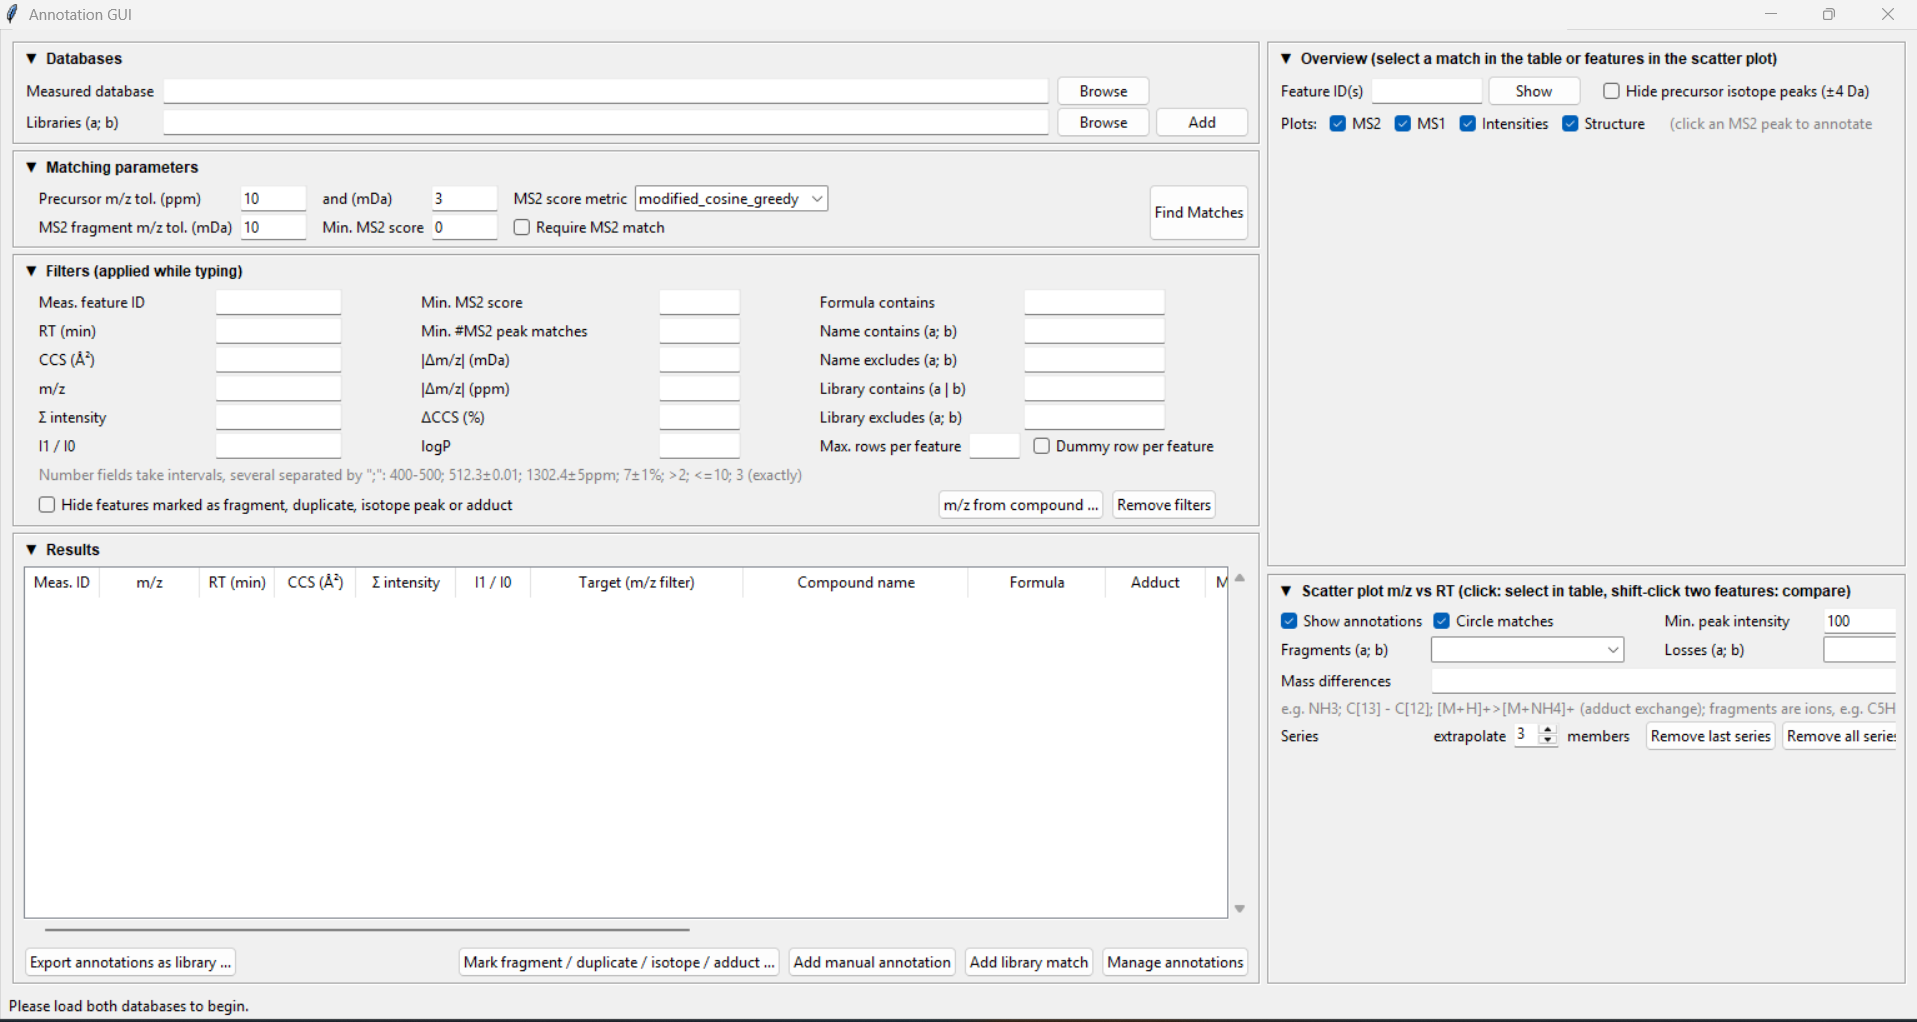 Annotation GUI
▼ Databases
Measured database Browse
Libraries (a; b) Browse Add
▼ Matching parameters
Precursor m/z tol. (ppm) 10 and (mDa) 3 MS2 score metric modified_cosine_greedy
MS2 fragment m/z tol. (mDa) 10 Min. MS2 score 0 Require MS2 match
Find Matches
▼ Filters (applied while typing)
Meas. feature ID Min. MS2 score Formula contains
RT (min) Min. #MS2 peak matches Name contains (a; b)
CCS (Å²) |Δm/z| (mDa) Name excludes (a; b)
m/z |Δm/z| (ppm) Library contains (a | b)
Σ intensity ΔCCS (%) Library excludes (a; b)
I1 / I0 logP Max. rows per feature Dummy row per feature
Number fields take intervals, several separated by ";": 400-500; 512.3±0.01; 1302.4±5ppm; 7±1%; >2; <=10; 3 (exactly)
Hide features marked as fragment, duplicate, isotope peak or adduct m/z from compound ... Remove filters
▼ Results
Meas. ID m/z RT (min) CCS (Å²) Σ intensity I1 / I0 Target (m/z filter) Compound name Formula Adduct M
Export annotations as library ... Mark fragment / duplicate / isotope / adduct ... Add manual annotation Add library match Manage annotations
Please load both databases to begin.
▼ Overview (select a match in the table or features in the scatter plot)
Feature ID(s) Show Hide precursor isotope peaks (±4 Da)
Plots: MS2 MS1 Intensities Structure (click an MS2 peak to annotate
▼ Scatter plot m/z vs RT (click: select in table, shift-click two features: compare)
Show annotations Circle matches Min. peak intensity 100
Fragments (a; b) Losses (a; b)
Mass differences
e.g. NH3; C[13] - C[12]; [M+H]+>[M+NH4]+ (adduct exchange); fragments are ions, e.g. C5H
Series extrapolate 3 members Remove last series Remove all series